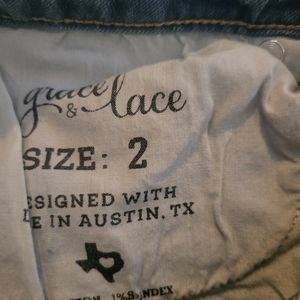 grace
& lace
SIZE: 2
ESIGNED WITH
E IN AUSTIN, TX